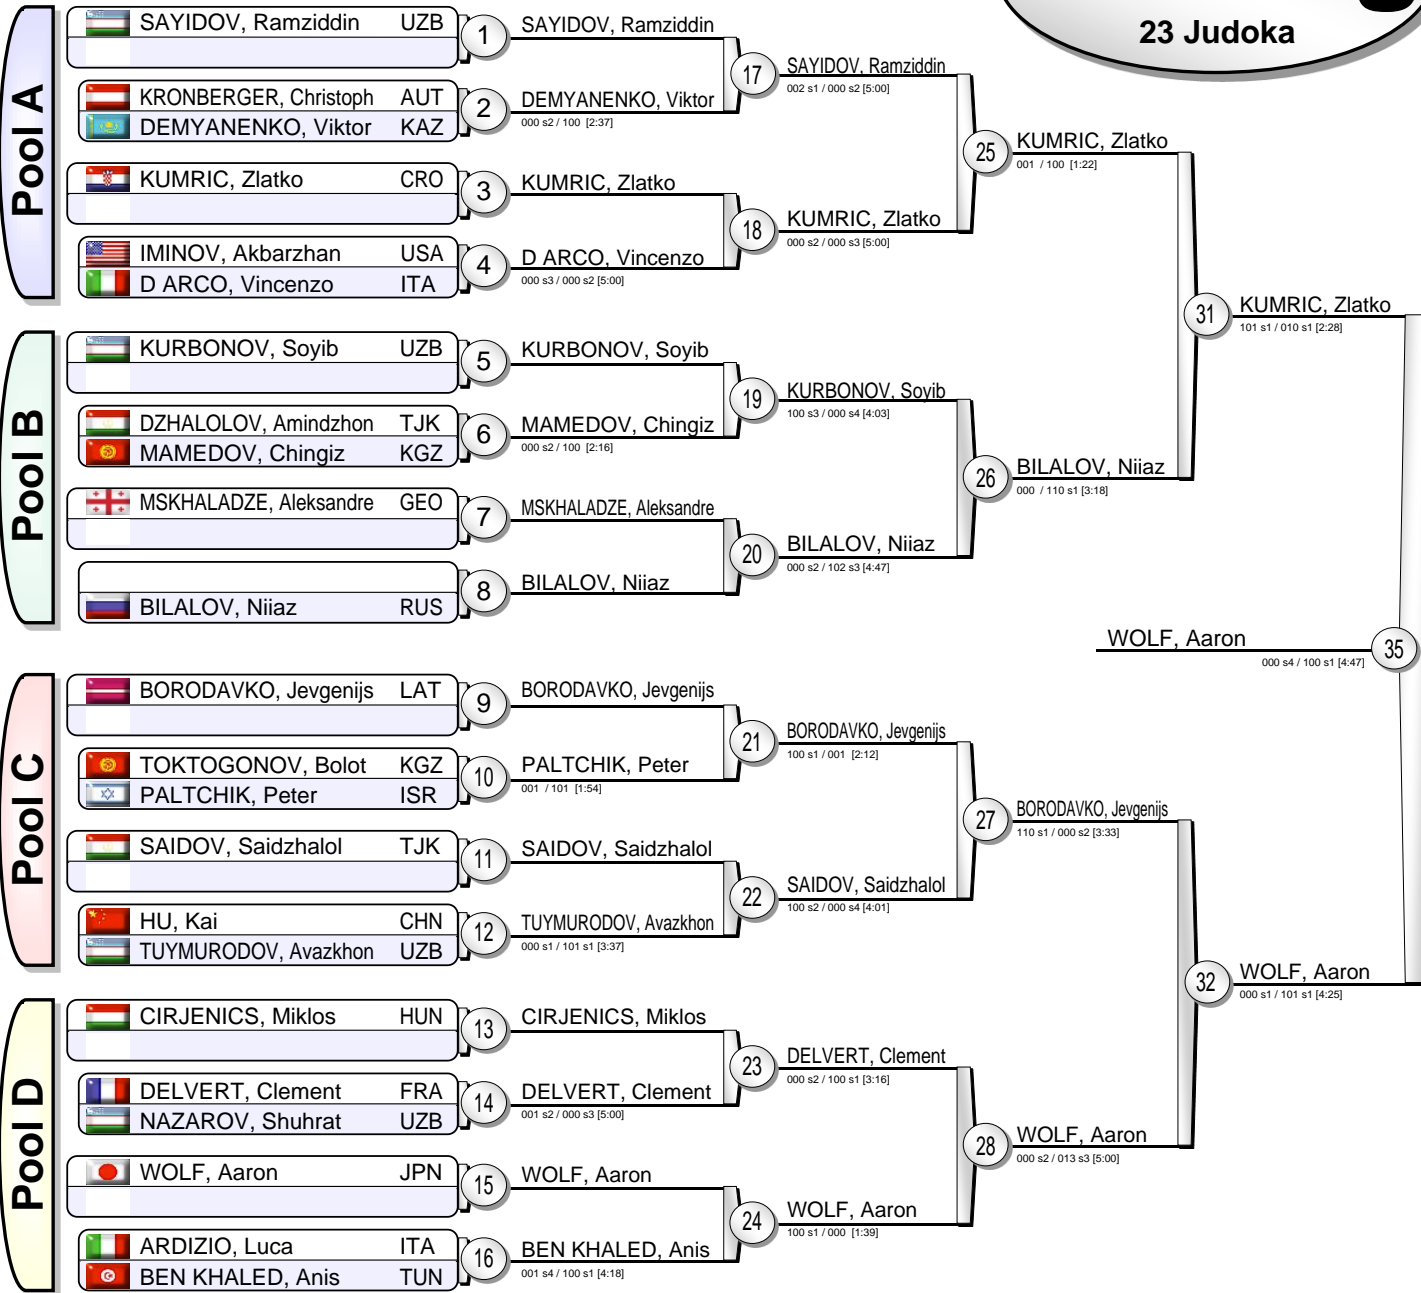 23 Judoka
Pool A
SAYIDOV, Ramziddin UZB
KRONBERGER, Christoph AUT
DEMYANENKO, Viktor KAZ
KUMRIC, Zlatko CRO
IMINOV, Akbarzhan USA
D ARCO, Vincenzo ITA
Pool B
KURBONOV, Soyib UZB
DZHALOLOV, Amindzhon TJK
MAMEDOV, Chingiz KGZ
MSKHALADZE, Aleksandre GEO
BILALOV, Niiaz RUS
Pool C
BORODAVKO, Jevgenijs LAT
TOKTOGONOV, Bolot KGZ
PALTCHIK, Peter ISR
SAIDOV, Saidzhalol TJK
HU, Kai CHN
TUYMURODOV, Avazkhon UZB
Pool D
CIRJENICS, Miklos HUN
DELVERT, Clement FRA
NAZAROV, Shuhrat UZB
WOLF, Aaron JPN
ARDIZIO, Luca ITA
BEN KHALED, Anis TUN
1 SAYIDOV, Ramziddin
2 DEMYANENKO, Viktor
000 s2 / 100 [2:37]
3 KUMRIC, Zlatko
4 D ARCO, Vincenzo
000 s3 / 000 s2 [5:00]
5 KURBONOV, Soyib
6 MAMEDOV, Chingiz
000 s2 / 100 [2:16]
7 MSKHALADZE, Aleksandre
8 BILALOV, Niiaz
9 BORODAVKO, Jevgenijs
10 PALTCHIK, Peter
001 / 101 [1:54]
11 SAIDOV, Saidzhalol
12 TUYMURODOV, Avazkhon
000 s1 / 101 s1 [3:37]
13 CIRJENICS, Miklos
14 DELVERT, Clement
001 s2 / 000 s3 [5:00]
15 WOLF, Aaron
16 BEN KHALED, Anis
001 s4 / 100 s1 [4:18]
17 SAYIDOV, Ramziddin
002 s1 / 000 s2 [5:00]
18 KUMRIC, Zlatko
000 s2 / 000 s3 [5:00]
19 KURBONOV, Soyib
100 s3 / 000 s4 [4:03]
20 BILALOV, Niiaz
000 s2 / 102 s3 [4:47]
21 BORODAVKO, Jevgenijs
100 s1 / 001 [2:12]
22 SAIDOV, Saidzhalol
100 s2 / 000 s4 [4:01]
23 DELVERT, Clement
000 s2 / 100 s1 [3:16]
24 WOLF, Aaron
100 s1 / 000 [1:39]
25 KUMRIC, Zlatko
001 / 100 [1:22]
26 BILALOV, Niiaz
000 / 110 s1 [3:18]
27 BORODAVKO, Jevgenijs
110 s1 / 000 s2 [3:33]
28 WOLF, Aaron
000 s2 / 013 s3 [5:00]
31 KUMRIC, Zlatko
101 s1 / 010 s1 [2:28]
32 WOLF, Aaron
000 s1 / 101 s1 [4:25]
WOLF, Aaron 35
000 s4 / 100 s1 [4:47]